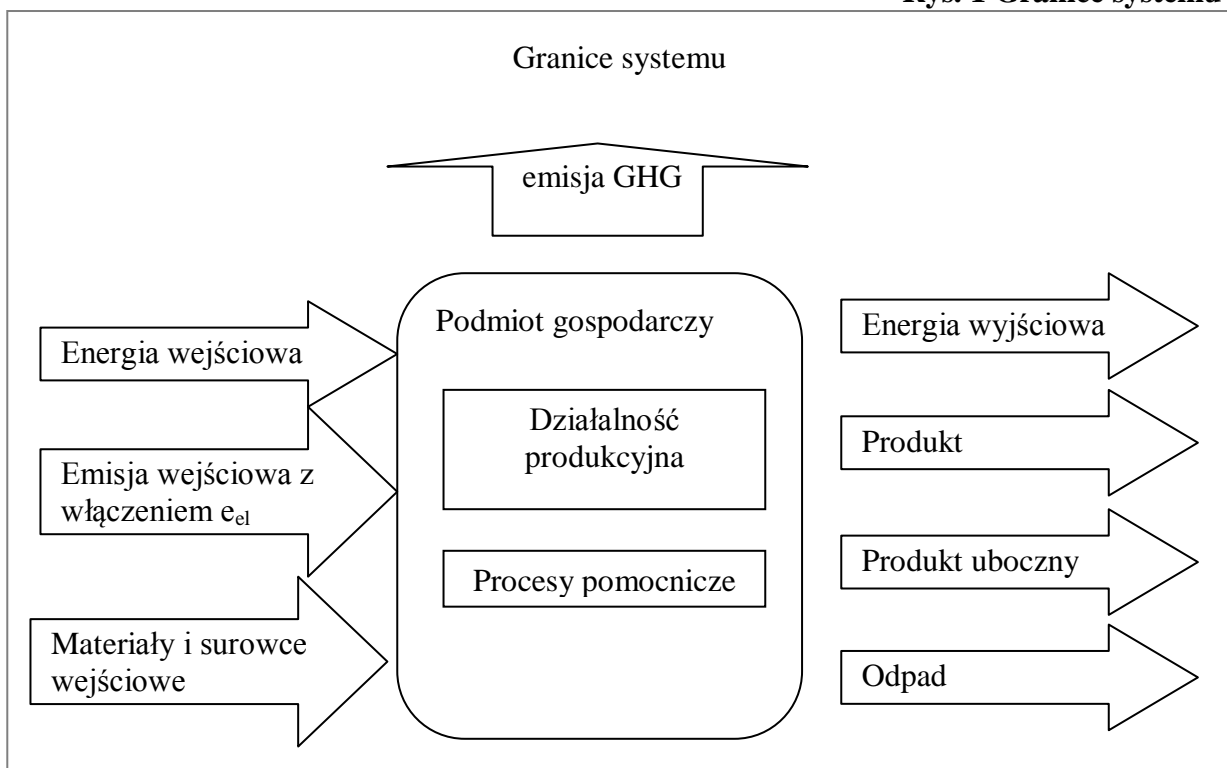 Rys. 1 Granice systemu
Granice systemu
emisja GHG
Podmiot gospodarczy
Energia wejściowa
Działalność
produkcyjna
Emisja wejściowa z
włączeniem eel
Procesy pomocnicze
Materiały i surowce
wejściowe
Energia wyjściowa
Produkt
Produkt uboczny
Odpad